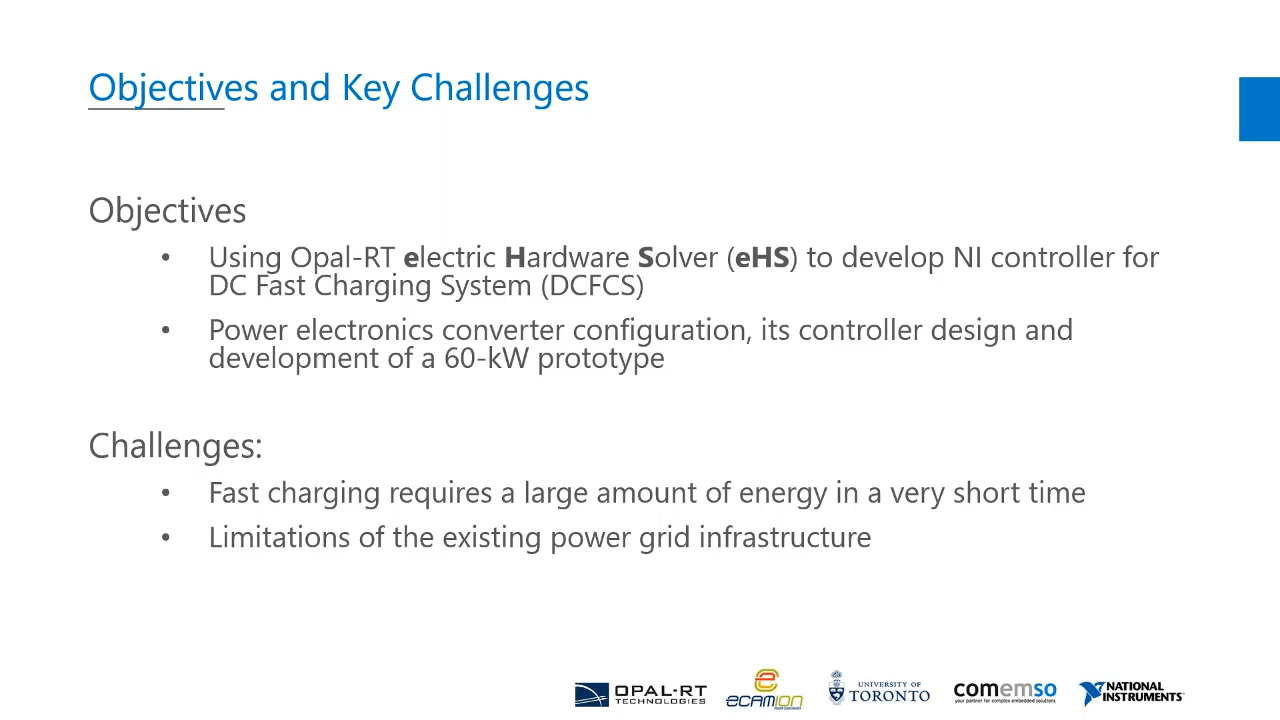 Objectives and Key Challenges
Objectives
• Using Opal-RT electric Hardware Solver (eHS) to develop NI controller for
DC Fast Charging System (DCFCS)
• Power electronics converter configuration, its controller design and
development of a 60-kW prototype
Challenges:
• Fast charging requires a large amount of energy in a very short time
• Limitations of the existing power grid infrastructure
OPAL-RT
TECHNOLOGIES
eCAMION
UNIVERSITY OF
TORONTO
comemso
your partner for complex embedded solutions
NATIONAL
INSTRUMENTS